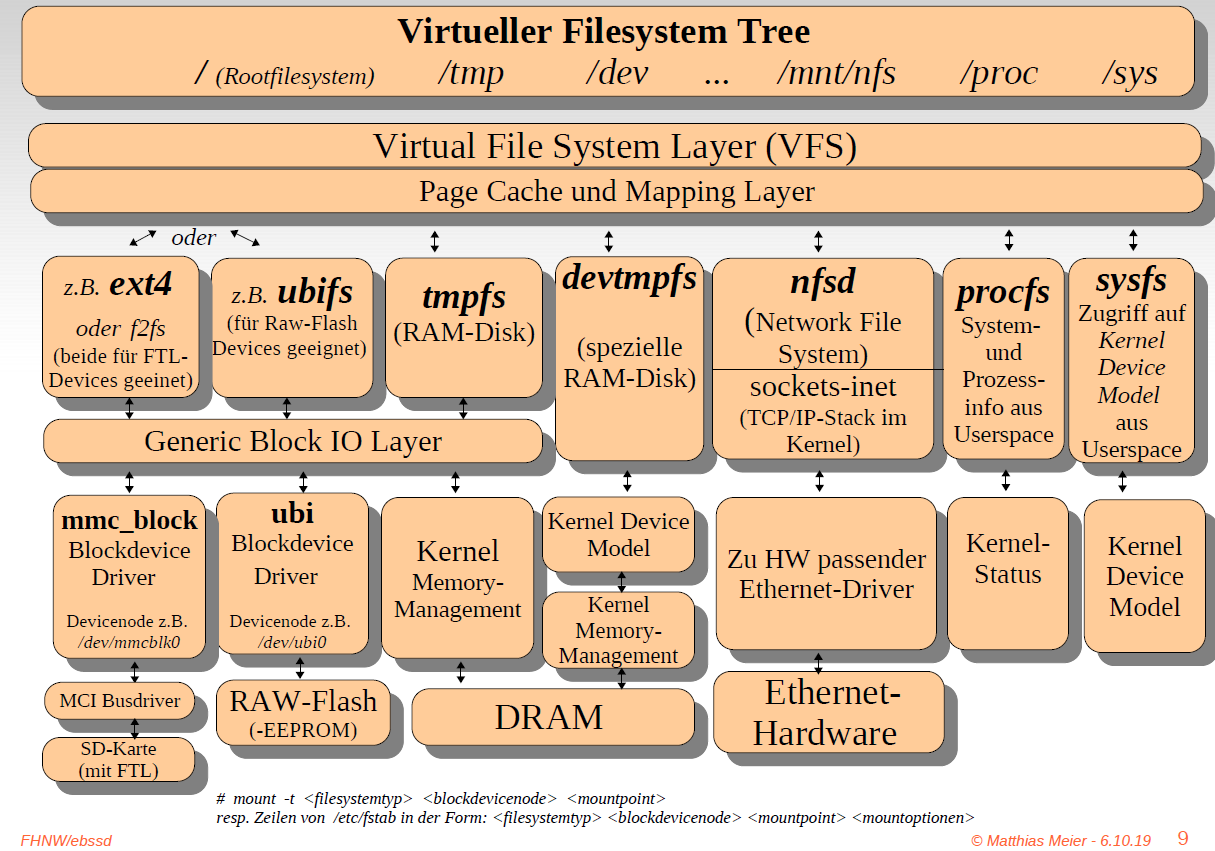 Virtueller Filesystem Tree
/ (Rootfilesystem) /tmp /dev ... /mnt/nfs /proc /sys
Virtual File System Layer (VFS)
Page Cache und Mapping Layer
oder
z.B. ext4
oder f2fs
(beide für FTL-
Devices geeinet)
z.B. ubifs
(für Raw-Flash
Devices geeignet)
tmpfs
(RAM-Disk)
devtmpfs
(spezielle
RAM-Disk)
nfsd
(Network File
System)
sockets-inet
(TCP/IP-Stack im
Kernel)
procfs
System-
und
Prozess-
info aus
Userspace
sysfs
Zugriff auf
Kernel
Device
Model
aus
Userspace
Generic Block IO Layer
mmc_block
Blockdevice
Driver
Devicenode z.B.
/dev/mmcblk0
ubi
Blockdevice
Driver
Devicenode z.B.
/dev/ubi0
Kernel
Memory-
Management
Kernel Device
Model
Kernel
Memory-
Management
Zu HW passender
Ethernet-Driver
Kernel-
Status
Kernel
Device
Model
MCI Busdriver
SD-Karte
(mit FTL)
RAW-Flash
(-EEPROM)
DRAM
Ethernet-
Hardware
# mount -t <filesystemtyp> <blockdevicenode> <mountpoint>
resp. Zeilen von /etc/fstab in der Form: <filesystemtyp> <blockdevicenode> <mountpoint> <mountoptionen>
FHNW/ebssd
© Matthias Meier - 6.10.19 9